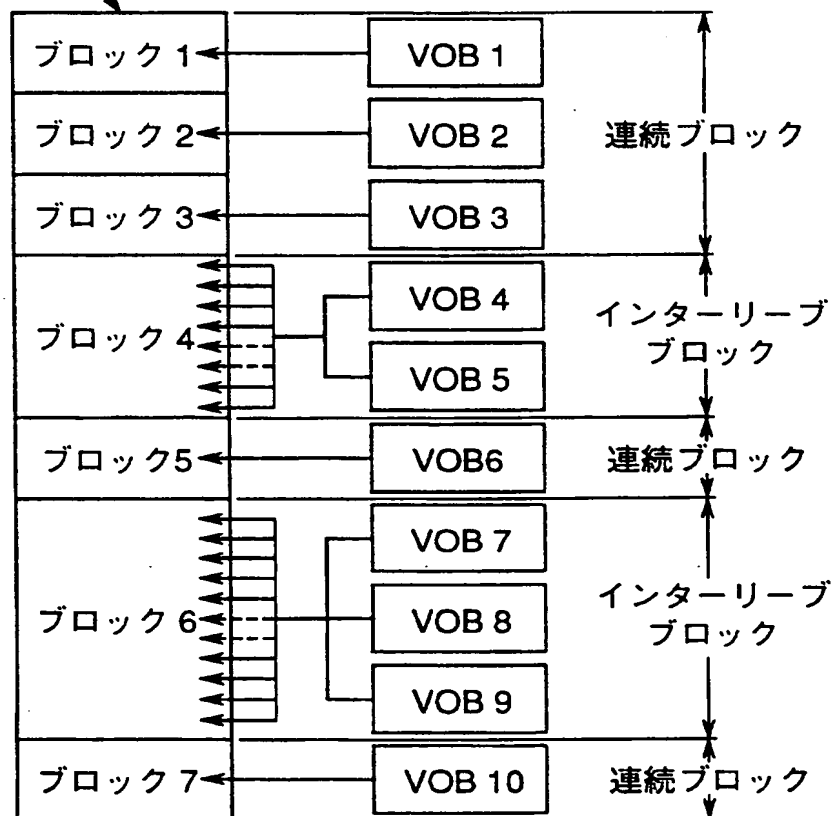 ブロック 1
VOB 1
ブロック 2
VOB 2
連続ブロック
ブロック 3
VOB 3
ブロック 4
VOB 4
VOB 5
インターリーブ
ブロック
ブロック5
VOB6
連続ブロック
ブロック 6
VOB 7
VOB 8
VOB 9
インターリーブ
ブロック
ブロック 7
VOB 10
連続ブロック